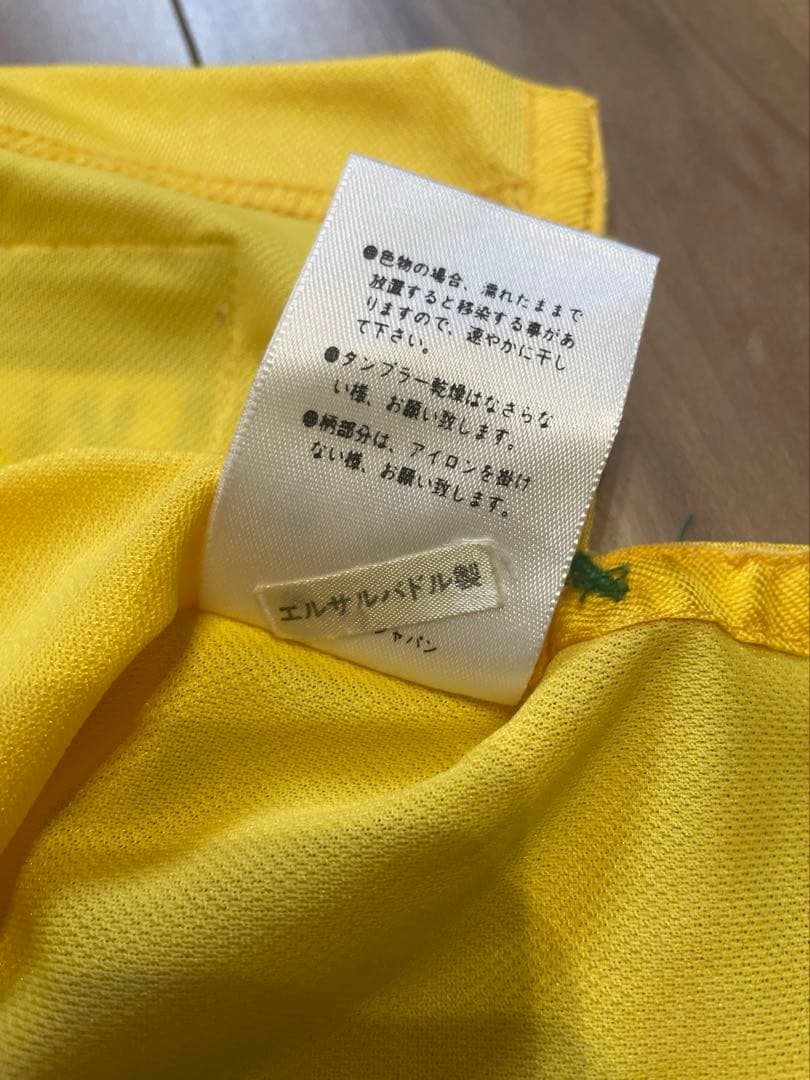 ●色物の場合、濡れたままで
放置すると移染する事があ
りますので、速やかに干し
て下さい。
●タンブラー乾燥はなさらな
い様、お願い致します。
●柄部分は、アイロンを掛け
ない様、お願い致します。
エルサルバドル製
ャパン